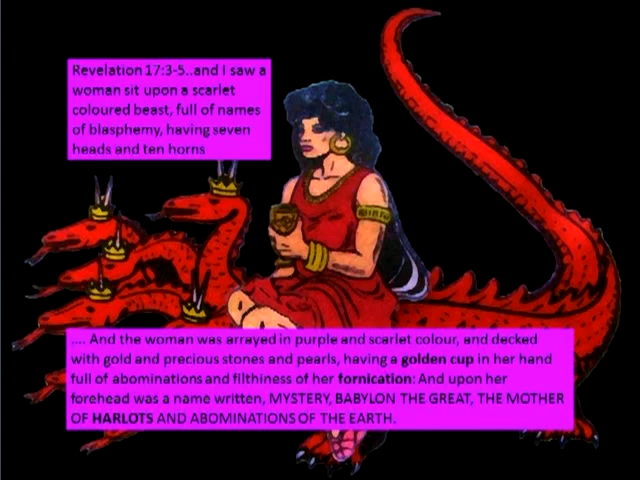 Revelation 17:3-5..and I saw a
woman sit upon a scarlet
coloured beast, full of names
of blasphemy, having seven
heads and ten horns
.... And the woman was arrayed in purple and scarlet colour, and decked
with gold and precious stones and pearls, having a golden cup in her hand
full of abominations and filthiness of her fornication: And upon her
forehead was a name written, MYSTERY, BABYLON THE GREAT, THE MOTHER
OF HARLOTS AND ABOMINATIONS OF THE EARTH.